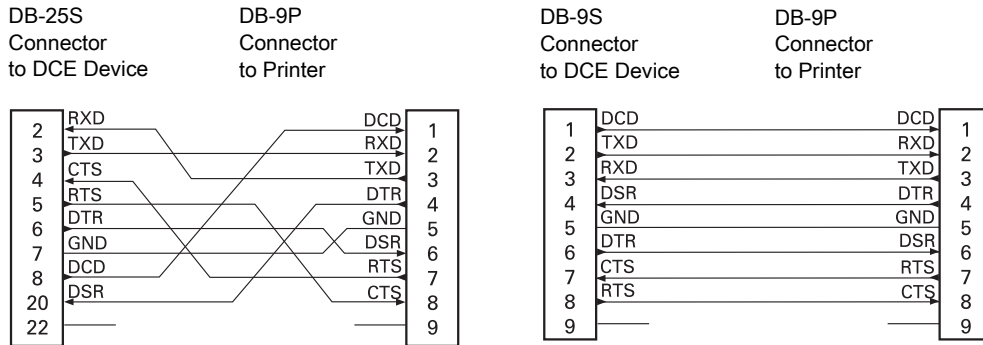 DB-25S
Connector
to DCE Device
DB-9P
Connector
to Printer
2
3
4
5
6
7
8
20
22
RXD
TXD
CTS
RTS
DTR
GND
DCD
DSR
DCD
RXD
TXD
DTR
GND
DSR
RTS
CTS
1
2
3
4
5
6
7
8
9
DB-9S
Connector
to DCE Device
DB-9P
Connector
to Printer
1
2
3
4
5
6
7
8
9
DCD
TXD
RXD
DSR
GND
DTR
CTS
RTS
DCD
RXD
TXD
DTR
GND
DSR
RTS
CTS
1
2
3
4
5
6
7
8
9